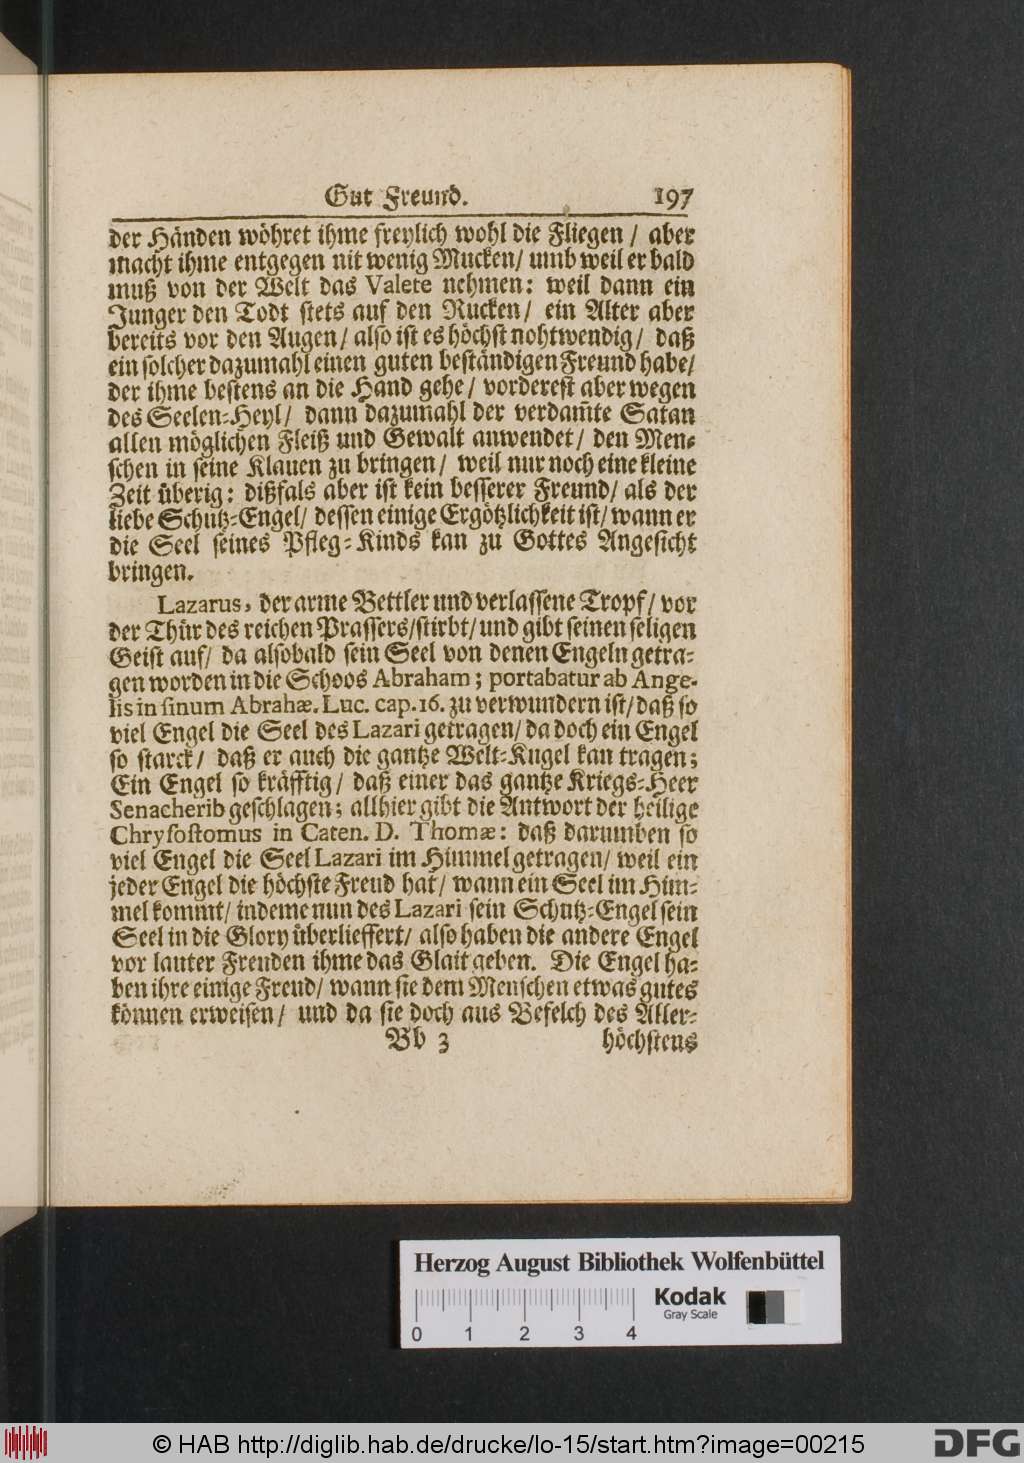 Gut Freund. 197
der Händen wöhret ihme freylich wohl die Fliegen / aber
macht ihme entgegen nit wenig Mucken / umb weil er bald
muß von der Welt das Valete nehmen: weil dann ein
Junger den Todt stets auf den Rucken / ein Alter aber
bereits vor den Augen / also ist es höchst nohtwendig / daß
ein solcher dazumahl einen guten beständigen Freund habe /
der ihme bestens an die Hand gehe / vorderest aber wegen
des Seelen-Heyl / dann dazumahl der verdam̃te Satan
allen möglichen Fleiß und Gewalt anwendet / den Men-
schen in seine Klauen zu bringen / weil nur noch eine kleine
Zeit überig: dißfals aber ist kein besserer Freund / als der
liebe Schutz-Engel / dessen einige Ergötzlichkeit ist / wann er
die Seel seines Pfleg-Kinds kan zu Gottes Angesicht
bringen.
Lazarus, der arme Bettler und verlassene Tropf / vor
der Thür des reichen Prassers / stirbt / und gibt seinen seligen
Geist auf / da alsobald sein Seel von denen Engeln getra-
gen worden in die Schoos Abraham; portabatur ab Ange-
lis in sinum Abrahæ. Luc. cap. 16. zu verwundern ist / daß so
viel Engel die Seel des Lazari getragen / da doch ein Engel
so starck / daß er auch die gantze Welt-Kugel kan tragen;
Ein Engel so kräfftig / daß einer das gantze Kriegs-Heer
Senacherib geschlagen; allhier gibt die Antwort der heilige
Chrysostomus in Caten. D. Thomæ: daß darumben so
viel Engel die Seel Lazari im Himmel getragen / weil ein
jeder Engel die höchste Freud hat / wann ein Seel im Him-
mel kommt / indeme nun des Lazari sein Schutz-Engel sein
Seel in die Glory überlieffert / also haben die andere Engel
vor lauter Freuden ihme das Glait geben. Die Engel ha-
ben ihre einige Freud / wann sie dem Menschen etwas gutes
können erweisen / und da sie doch aus Befelch des Aller-
Bb 3 höchstens
Herzog August Bibliothek Wolfenbüttel
0 1 2 3 4
Kodak
Gray Scale
© HAB http://diglib.hab.de/drucke/lo-15/start.htm?image=00215
DFG